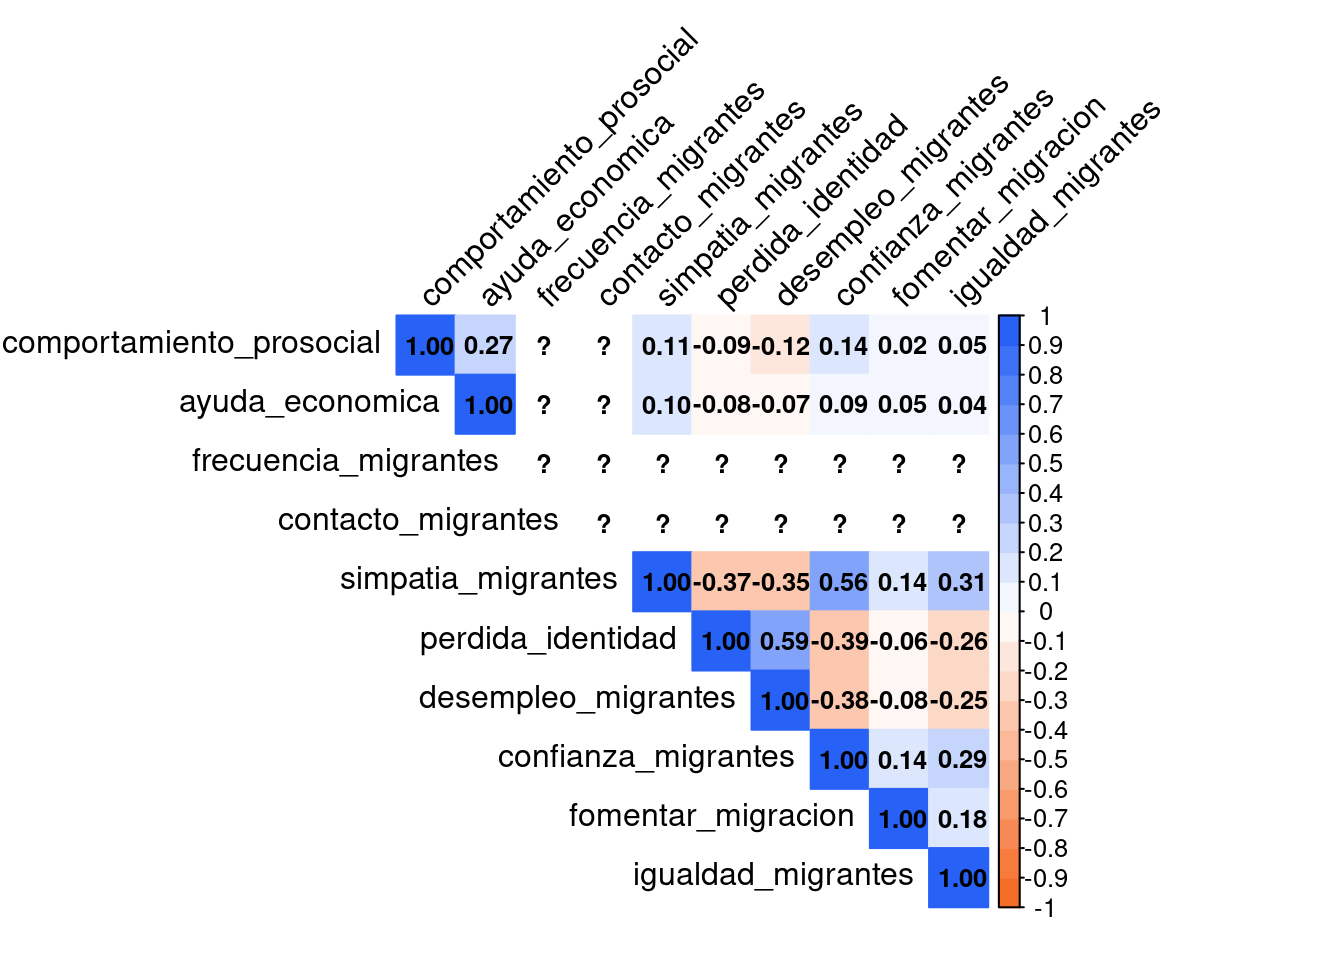 comportamiento_prosocial
ayuda_economica
frecuencia_migrantes
contacto_migrantes
simpatia_migrantes
perdida_identidad
desempleo_migrantes
confianza_migrantes
fomentar_migracion
igualdad_migrantes
comportamiento_prosocial 1.00 0.27 ? ? 0.11 -0.09 -0.12 0.14 0.02 0.05
ayuda_economica 1.00 ? ? 0.10 -0.08 -0.07 0.09 0.05 0.04
frecuencia_migrantes ? ? ? ? ? ? ? ?
contacto_migrantes ? ? ? ? ? ? ?
simpatia_migrantes 1.00 -0.37 -0.35 0.56 0.14 0.31
perdida_identidad 1.00 0.59 -0.39 -0.06 -0.26
desempleo_migrantes 1.00 -0.38 -0.08 -0.25
confianza_migrantes 1.00 0.14 0.29
fomentar_migracion 1.00 0.18
igualdad_migrantes 1.00
1
0.9
0.8
0.7
0.6
0.5
0.4
0.3
0.2
0.1
0
-0.1
-0.2
-0.3
-0.4
-0.5
-0.6
-0.7
-0.8
-0.9
-1